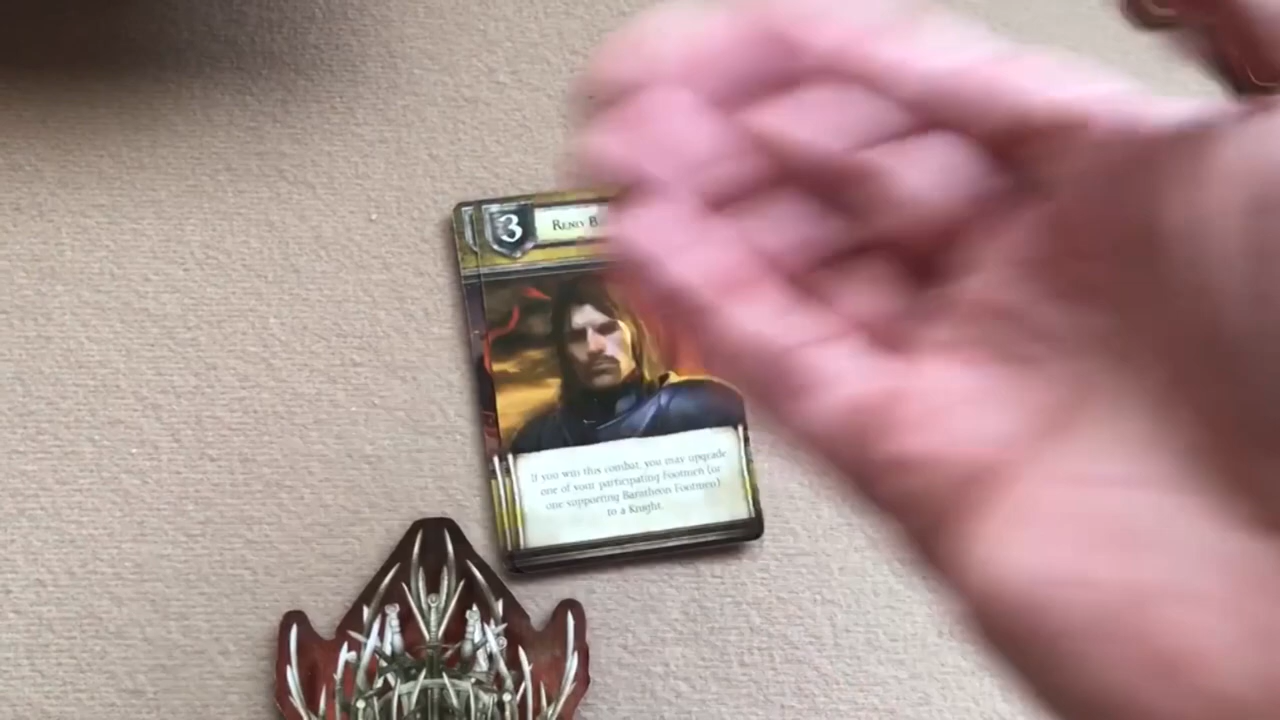 3
Renly B
If you win this combat, you may upgrade
one of your participating Footmen (or
one supporting Baratheon Footmen)
to a Knight.